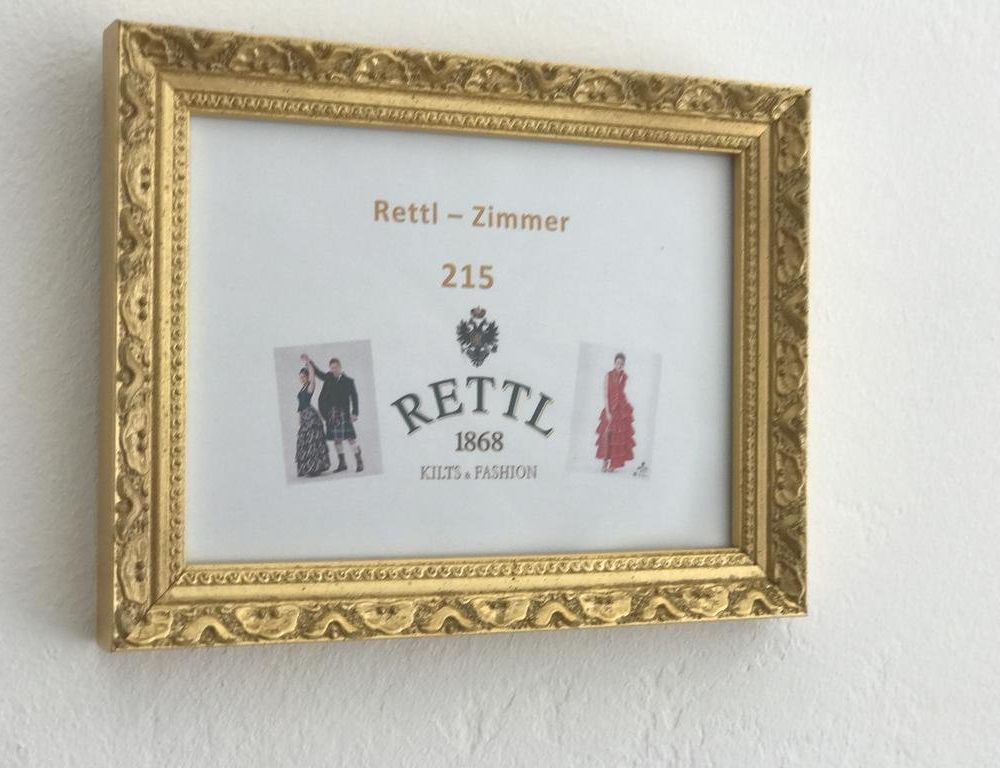 Rettl – Zimmer
215
RETTL
1868
KILTS & FASHION